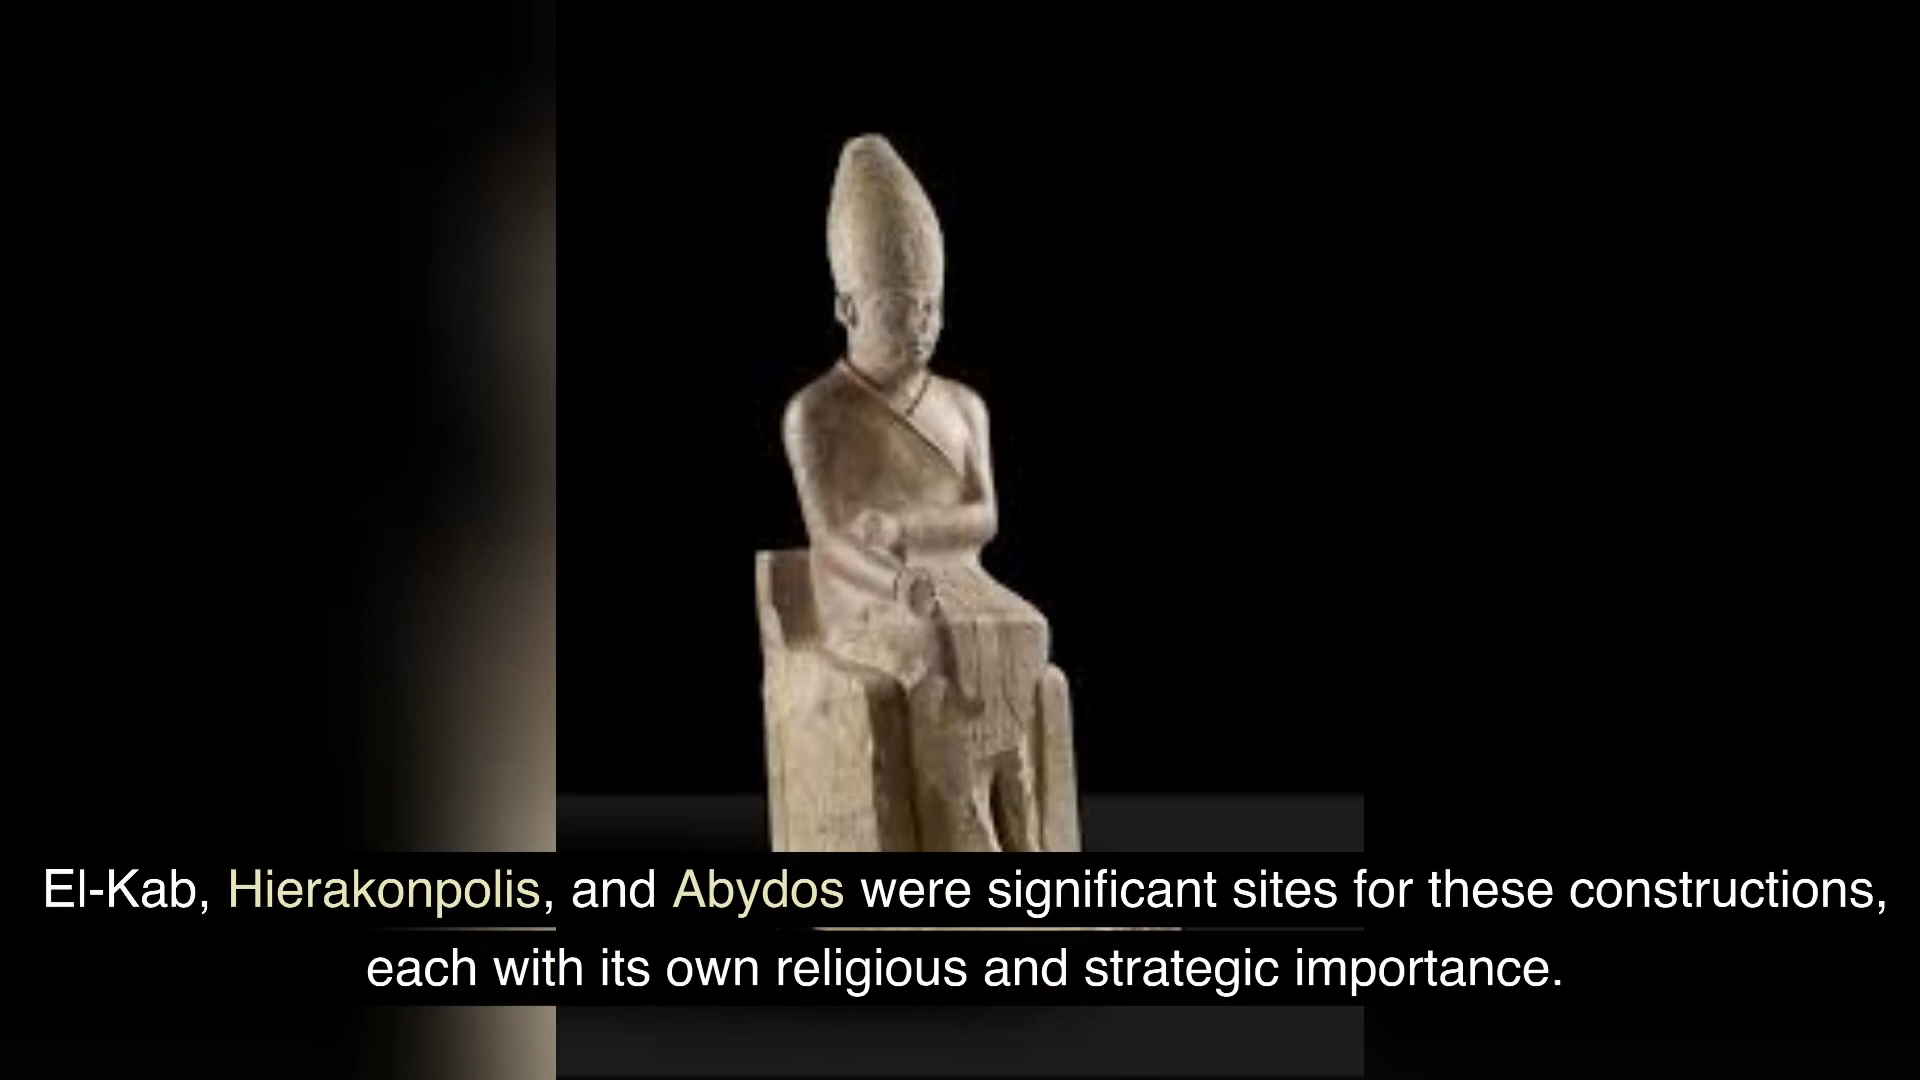 El-Kab, Hierakonpolis, and Abydos were significant sites for these constructions,
each with its own religious and strategic importance.